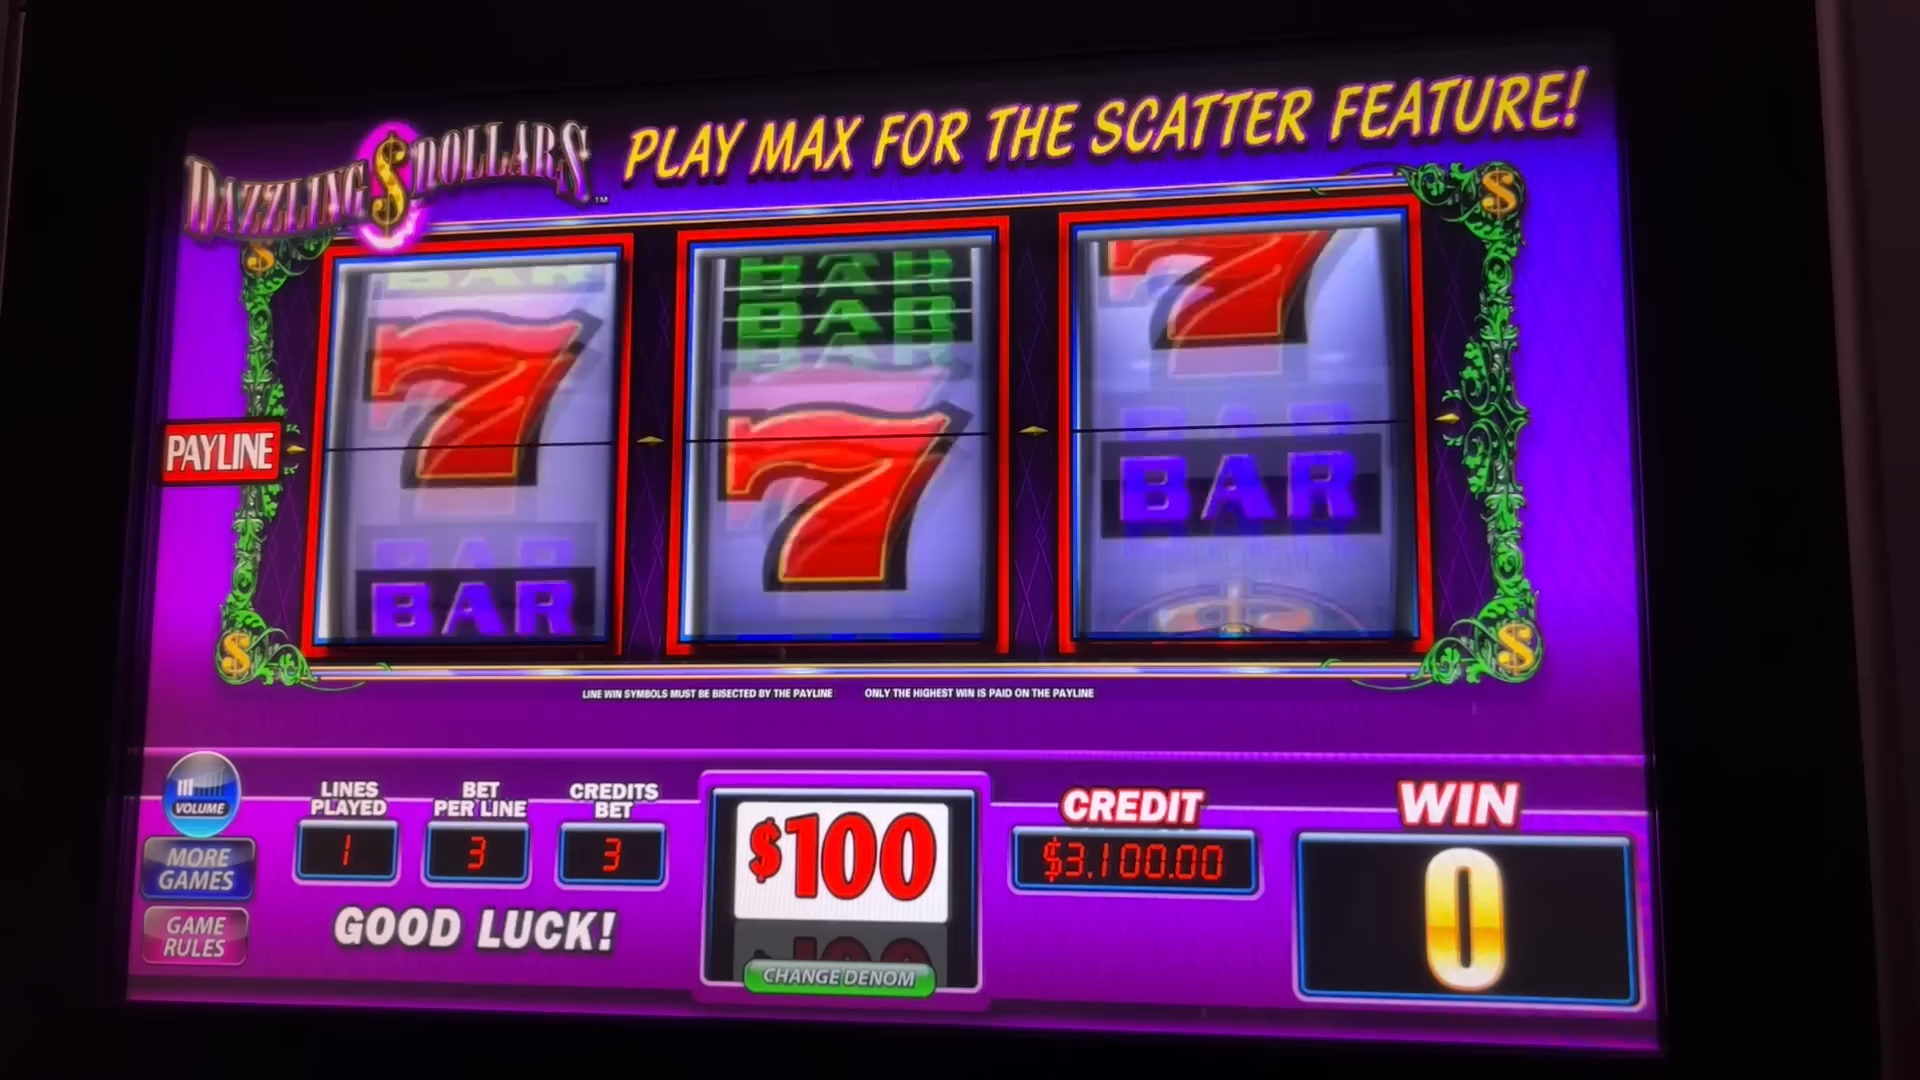 DAZZLING $ DOLLARS™
PLAY MAX FOR THE SCATTER FEATURE!
BAR
7
BAR
BAR
BAR
BAR
7
7
BAR
PAYLINE
LINE WIN SYMBOLS MUST BE BISECTED BY THE PAYLINE
ONLY THE HIGHEST WIN IS PAID ON THE PAYLINE
VOLUME
MORE
GAMES
GAME
RULES
LINES
PLAYED
1
BET
PER LINE
3
CREDITS
BET
3
GOOD LUCK!
$100
CHANGE DENOM
CREDIT
$3,100.00
WIN
0